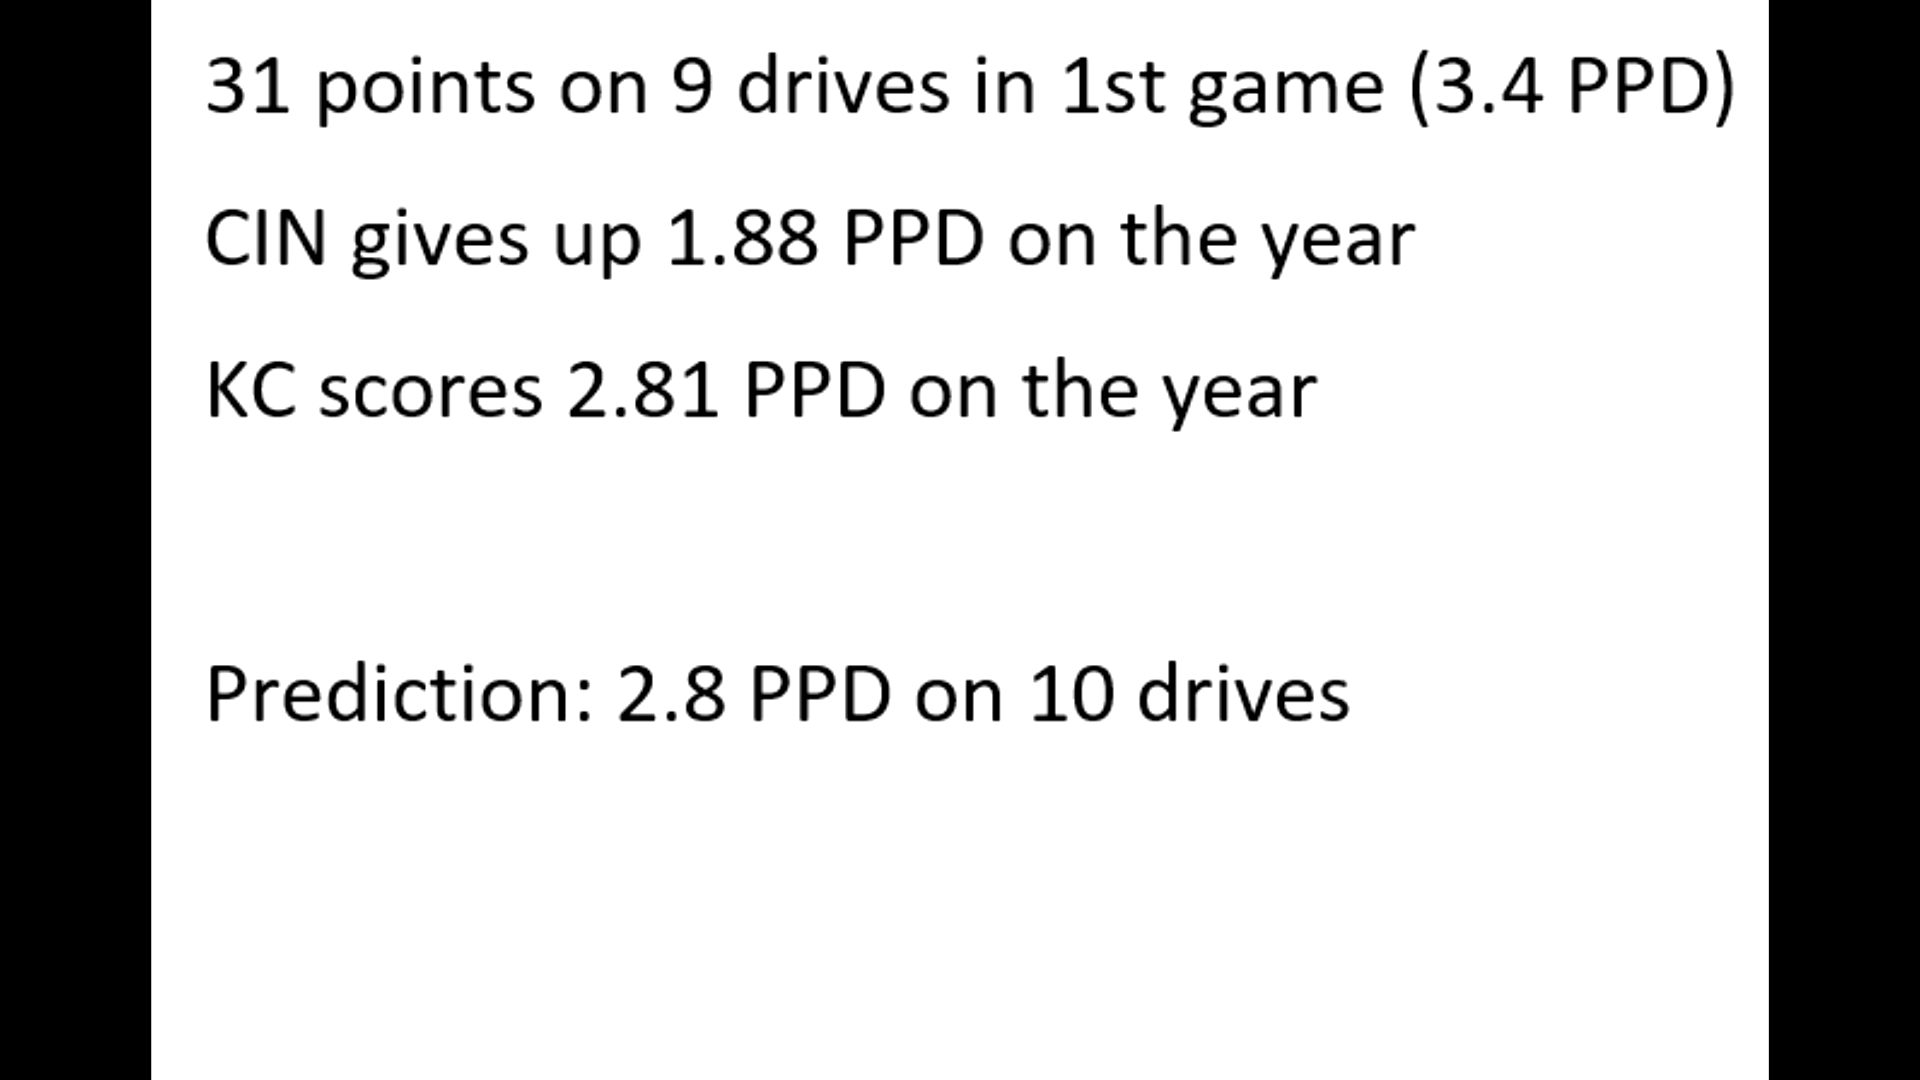 31 points on 9 drives in 1st game (3.4 PPD)
CIN gives up 1.88 PPD on the year
KC scores 2.81 PPD on the year
Prediction: 2.8 PPD on 10 drives